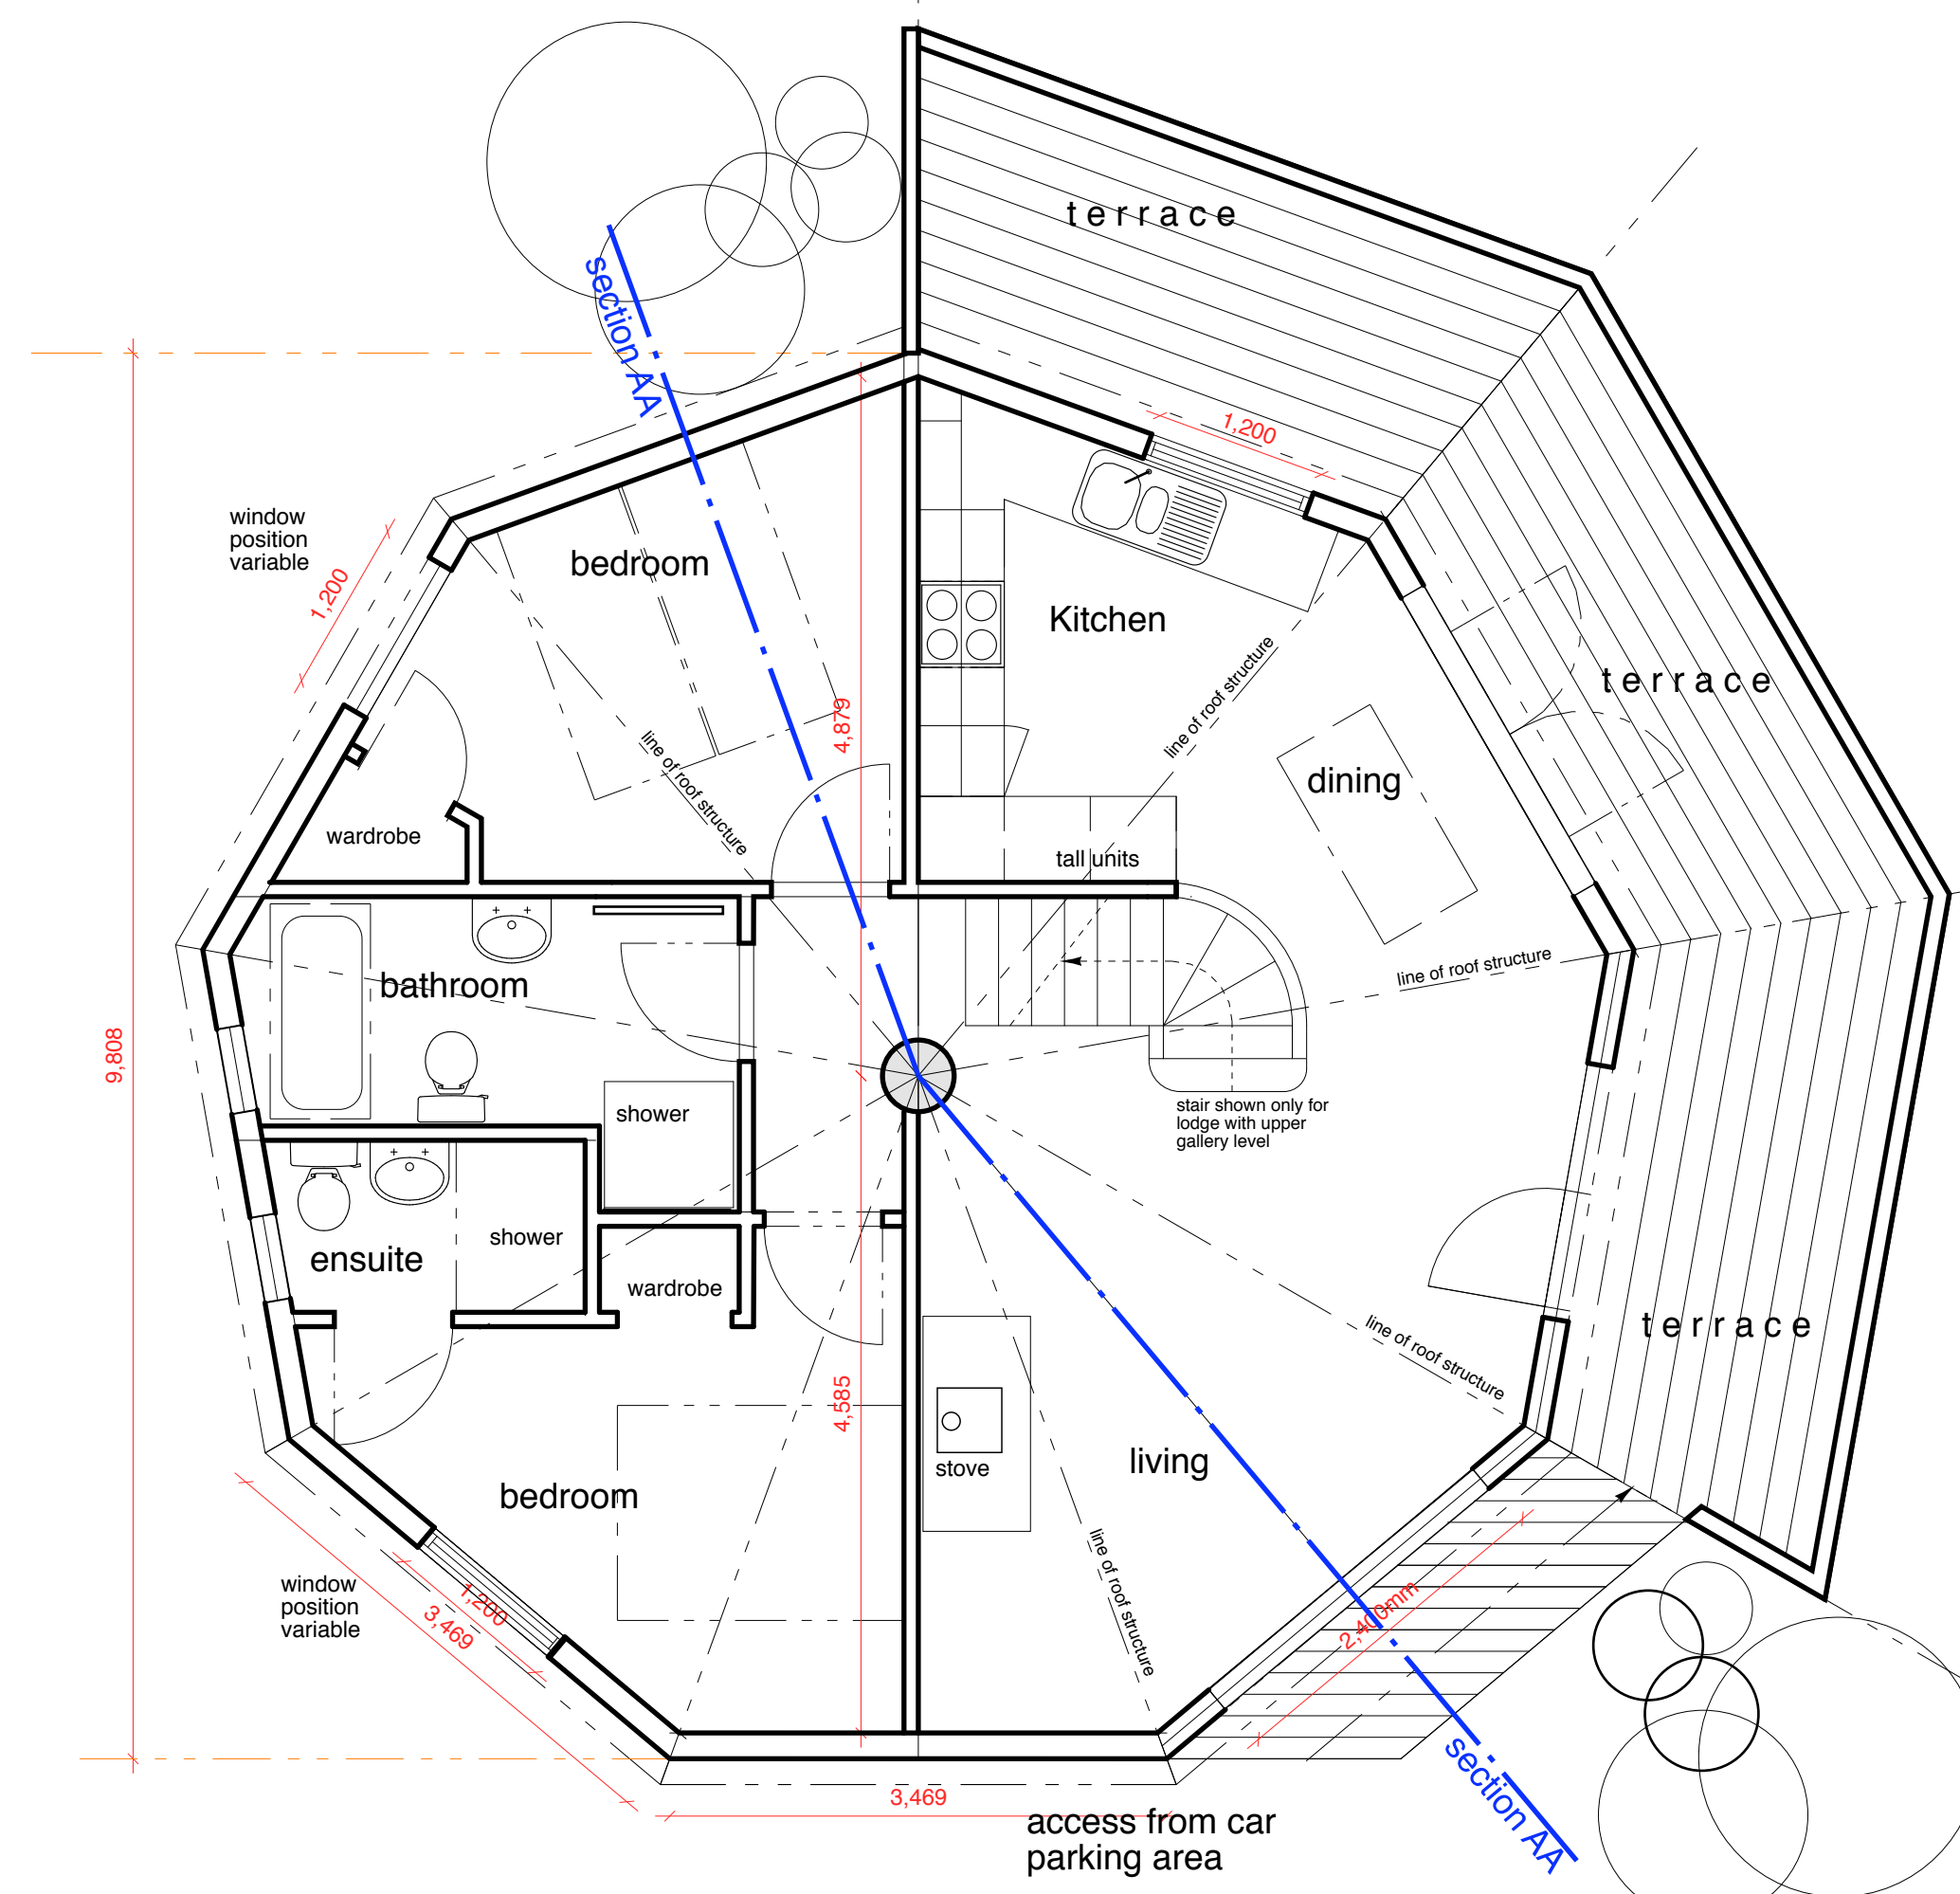 terrace
section AA
1,200
window
position
variable
1,200
bedroom
Kitchen
line of roof structure
terrace
4,879
line of roof structure
dining
wardrobe
tall units
bathroom
line of roof structure
9,808
shower
stair shown only for
lodge with upper
gallery level
shower
ensuite
wardrobe
terrace
line of roof structure
4,585
living
stove
bedroom
line of roof structure
window
position
variable
1,200
3,469
2,400mm
section AA
3,469
access from car
parking area